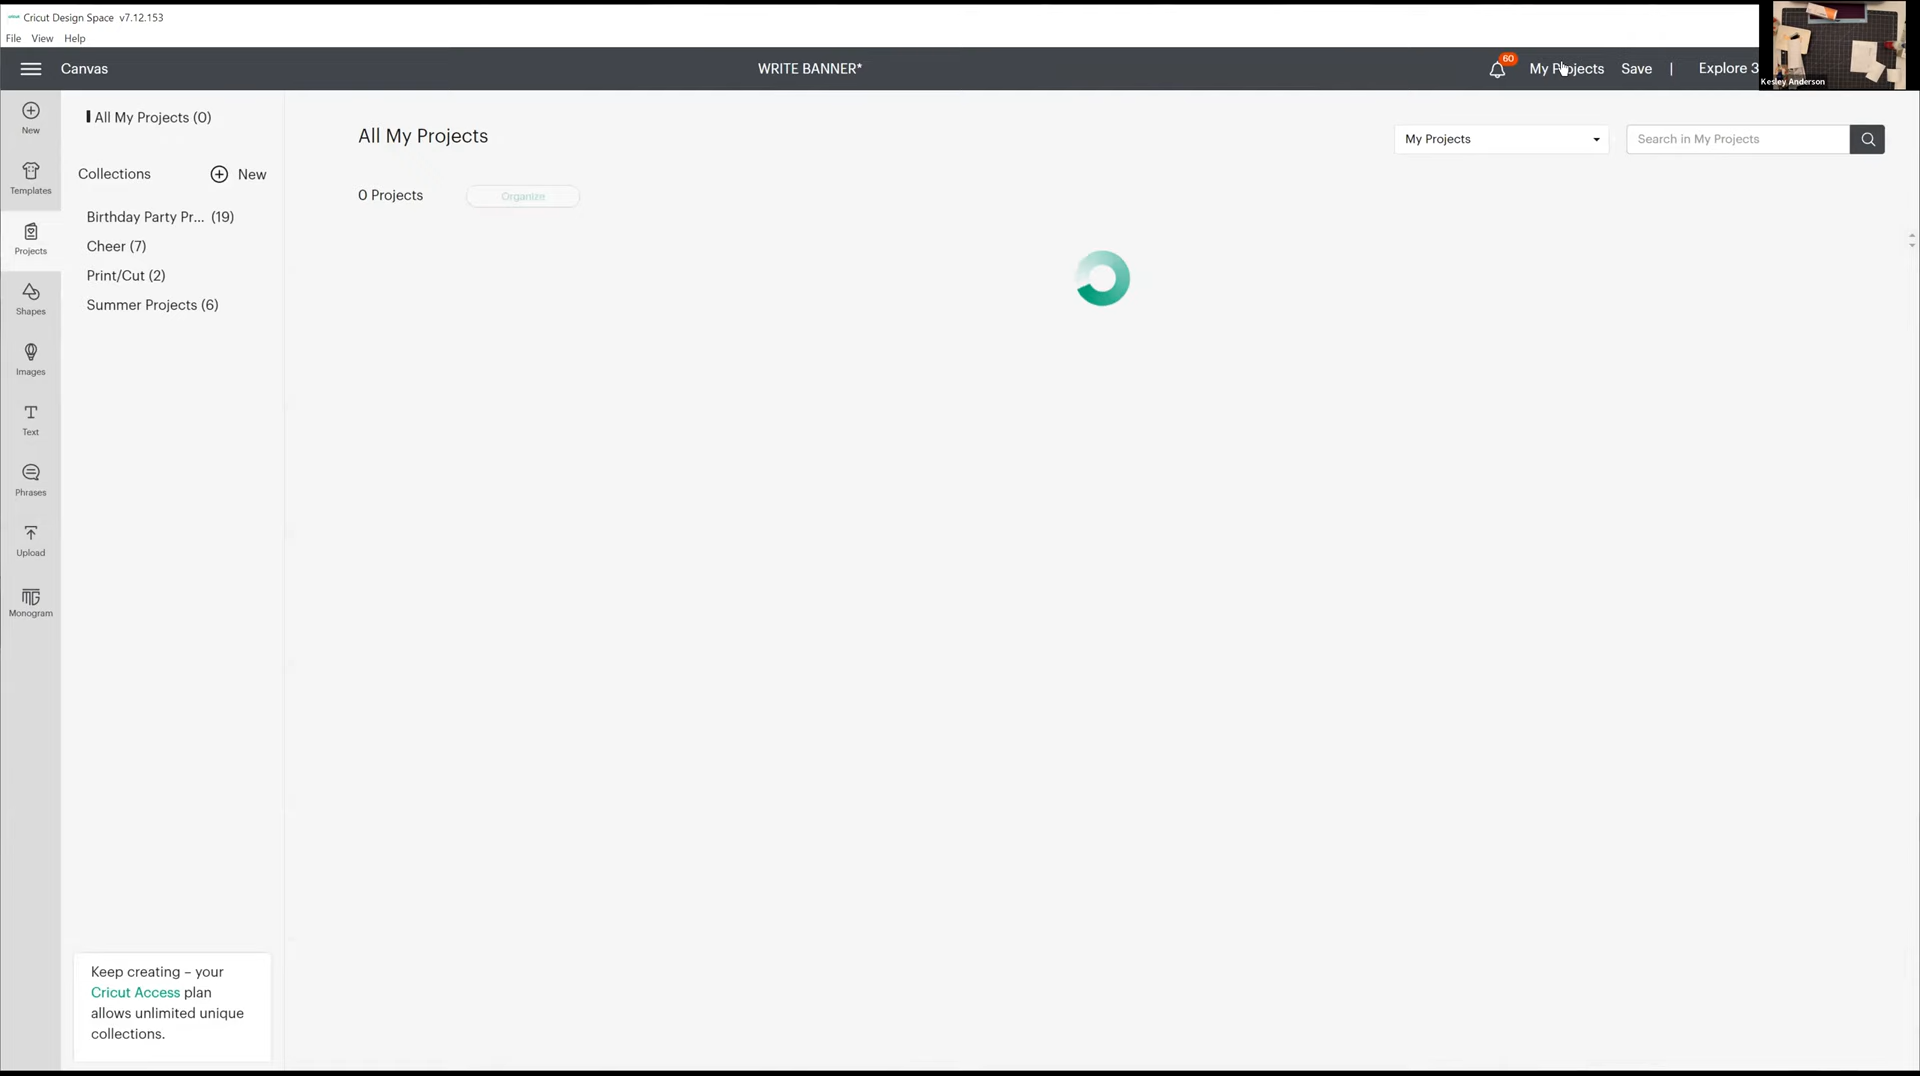 cricut Cricut Design Space v7.12.153
File View Help
Canvas
WRITE BANNER*
60
My Projects
Save |
Explore 3
Kesley Anderson
New
Templates
Projects
Shapes
Images
Text
Phrases
Upload
Monogram
All My Projects (0)
Collections
New
Birthday Party Pr... (19)
Cheer (7)
Print/Cut (2)
Summer Projects (6)
Keep creating – your
Cricut Access plan
allows unlimited unique
collections.
All My Projects
My Projects
Search in My Projects
0 Projects
Organize